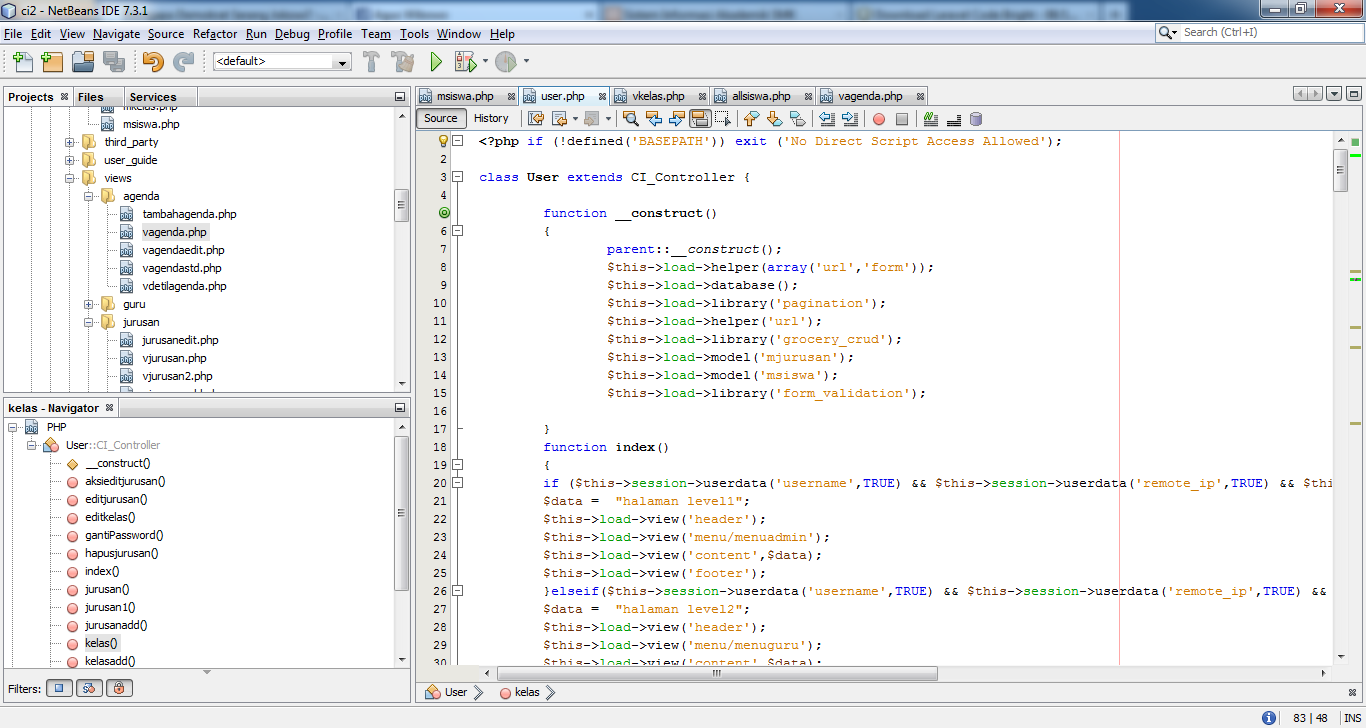 ci2 - NetBeans IDE 7.3.1
File Edit View Navigate Source Refactor Run Debug Profile Team Tools Window Help
Search (Ctrl+I)
<default>
Projects Files Services
mkelas.php
msiswa.php
third_party
user_guide
views
agenda
tambahagenda.php
vagenda.php
vagendaedit.php
vagendastd.php
vdetilagenda.php
guru
jurusan
jurusanedit.php
vjurusan.php
vjurusan2.php
kelas - Navigator
PHP
User::CI_Controller
__construct()
aksieditjurusan()
editjurusan()
editkelas()
gantiPassword()
hapusjurusan()
index()
jurusan()
jurusan1()
jurusanadd()
kelas()
kelasadd()
Filters:
msiswa.php user.php vkelas.php allsiswa.php vagenda.php
Source History
<?php if (!defined('BASEPATH')) exit ('No Direct Script Access Allowed');
2
3 class User extends CI_Controller {
4
function __construct()
6 {
7 parent::__construct();
8 $this->load->helper(array('url','form'));
9 $this->load->database();
10 $this->load->library('pagination');
11 $this->load->helper('url');
12 $this->load->library('grocery_crud');
13 $this->load->model('mjurusan');
14 $this->load->model('msiswa');
15 $this->load->library('form_validation');
16
17 }
18 function index()
19 {
20 if ($this->session->userdata('username',TRUE) && $this->session->userdata('remote_ip',TRUE) && $thi
21 $data = "halaman level1";
22 $this->load->view('header');
23 $this->load->view('menu/menuadmin');
24 $this->load->view('content',$data);
25 $this->load->view('footer');
26 }elseif($this->session->userdata('username',TRUE) && $this->session->userdata('remote_ip',TRUE) &&
27 $data = "halaman level2";
28 $this->load->view('header');
29 $this->load->view('menu/menuguru');
30 $this->load->view('content',$data);
User kelas
83 | 48 INS